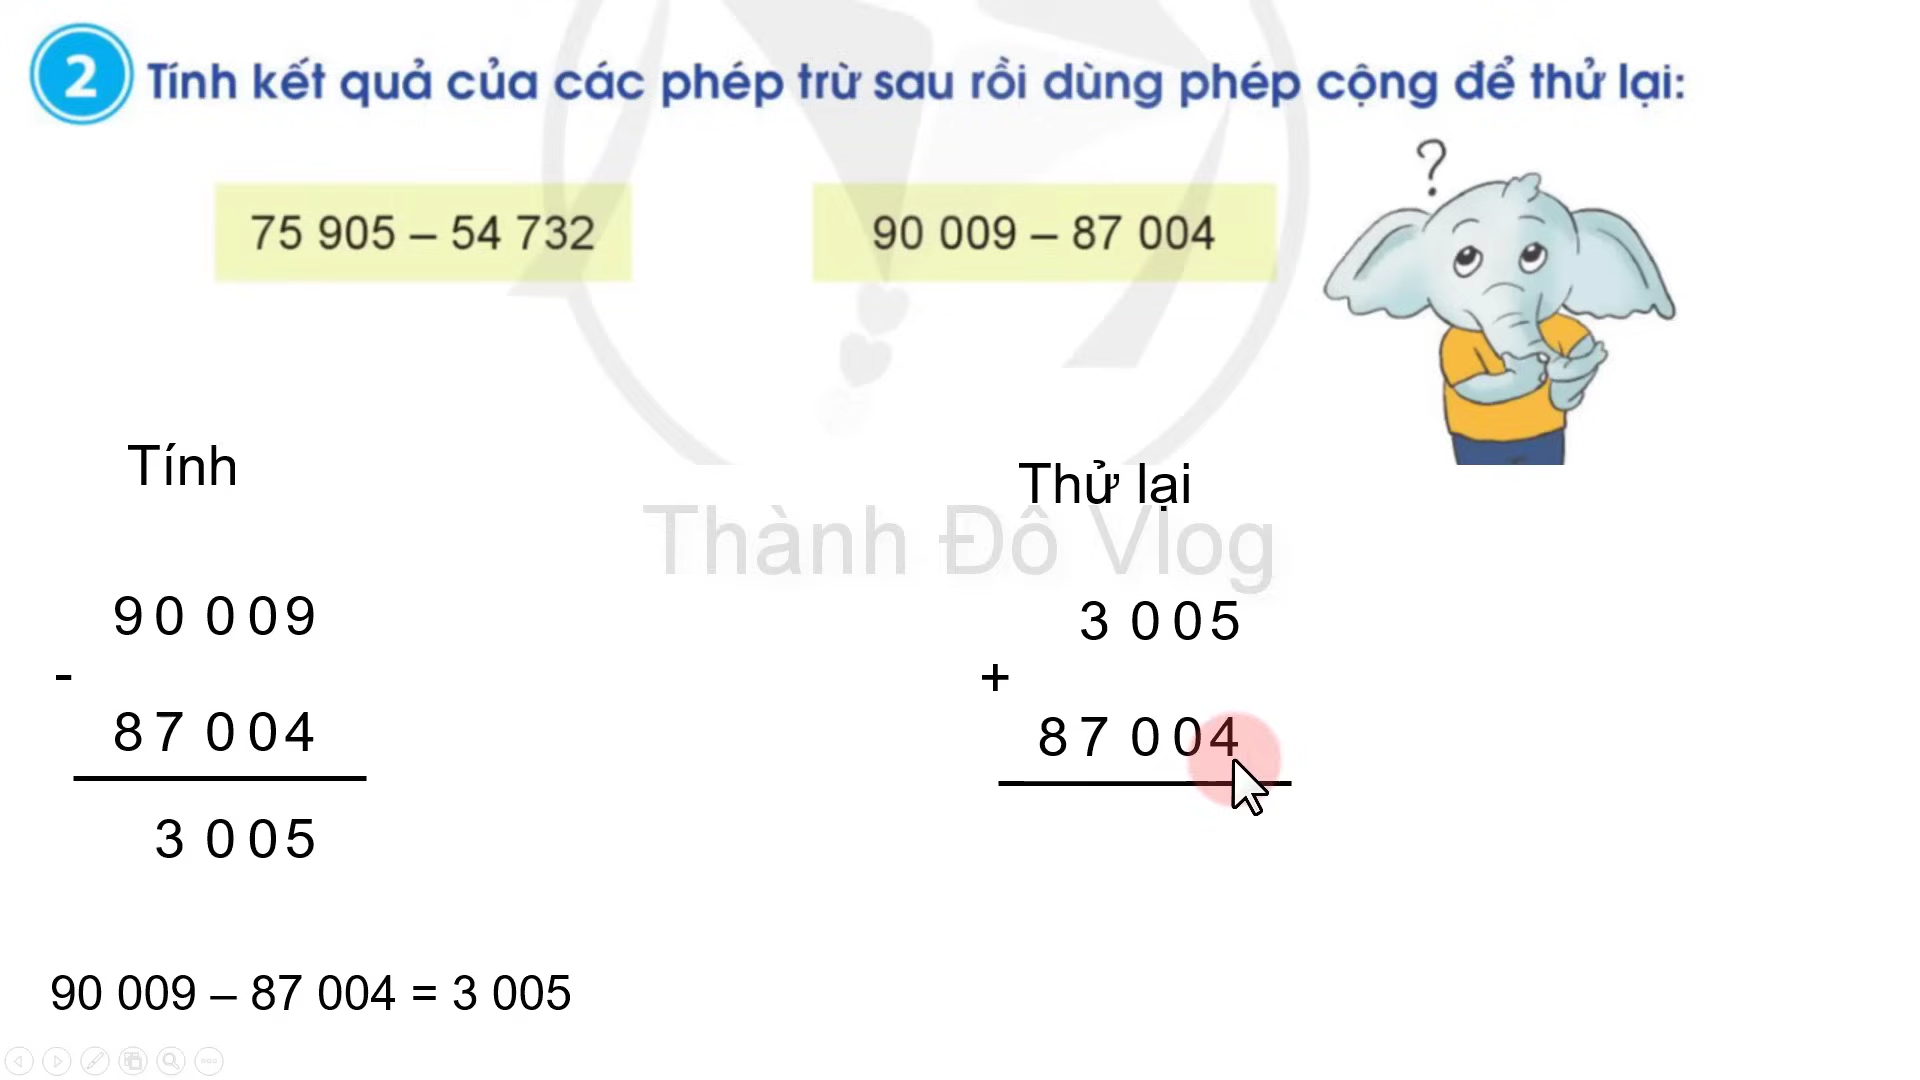 2 Tính kết quả của các phép trừ sau rồi dùng phép cộng để thử lại:
?
75 905 – 54 732
90 009 – 87 004
Tính
Thử lại
Thành Đô Vlog
90 009
-
87 004
3 005
3 005
+
87 004
90 009 – 87 004 = 3 005